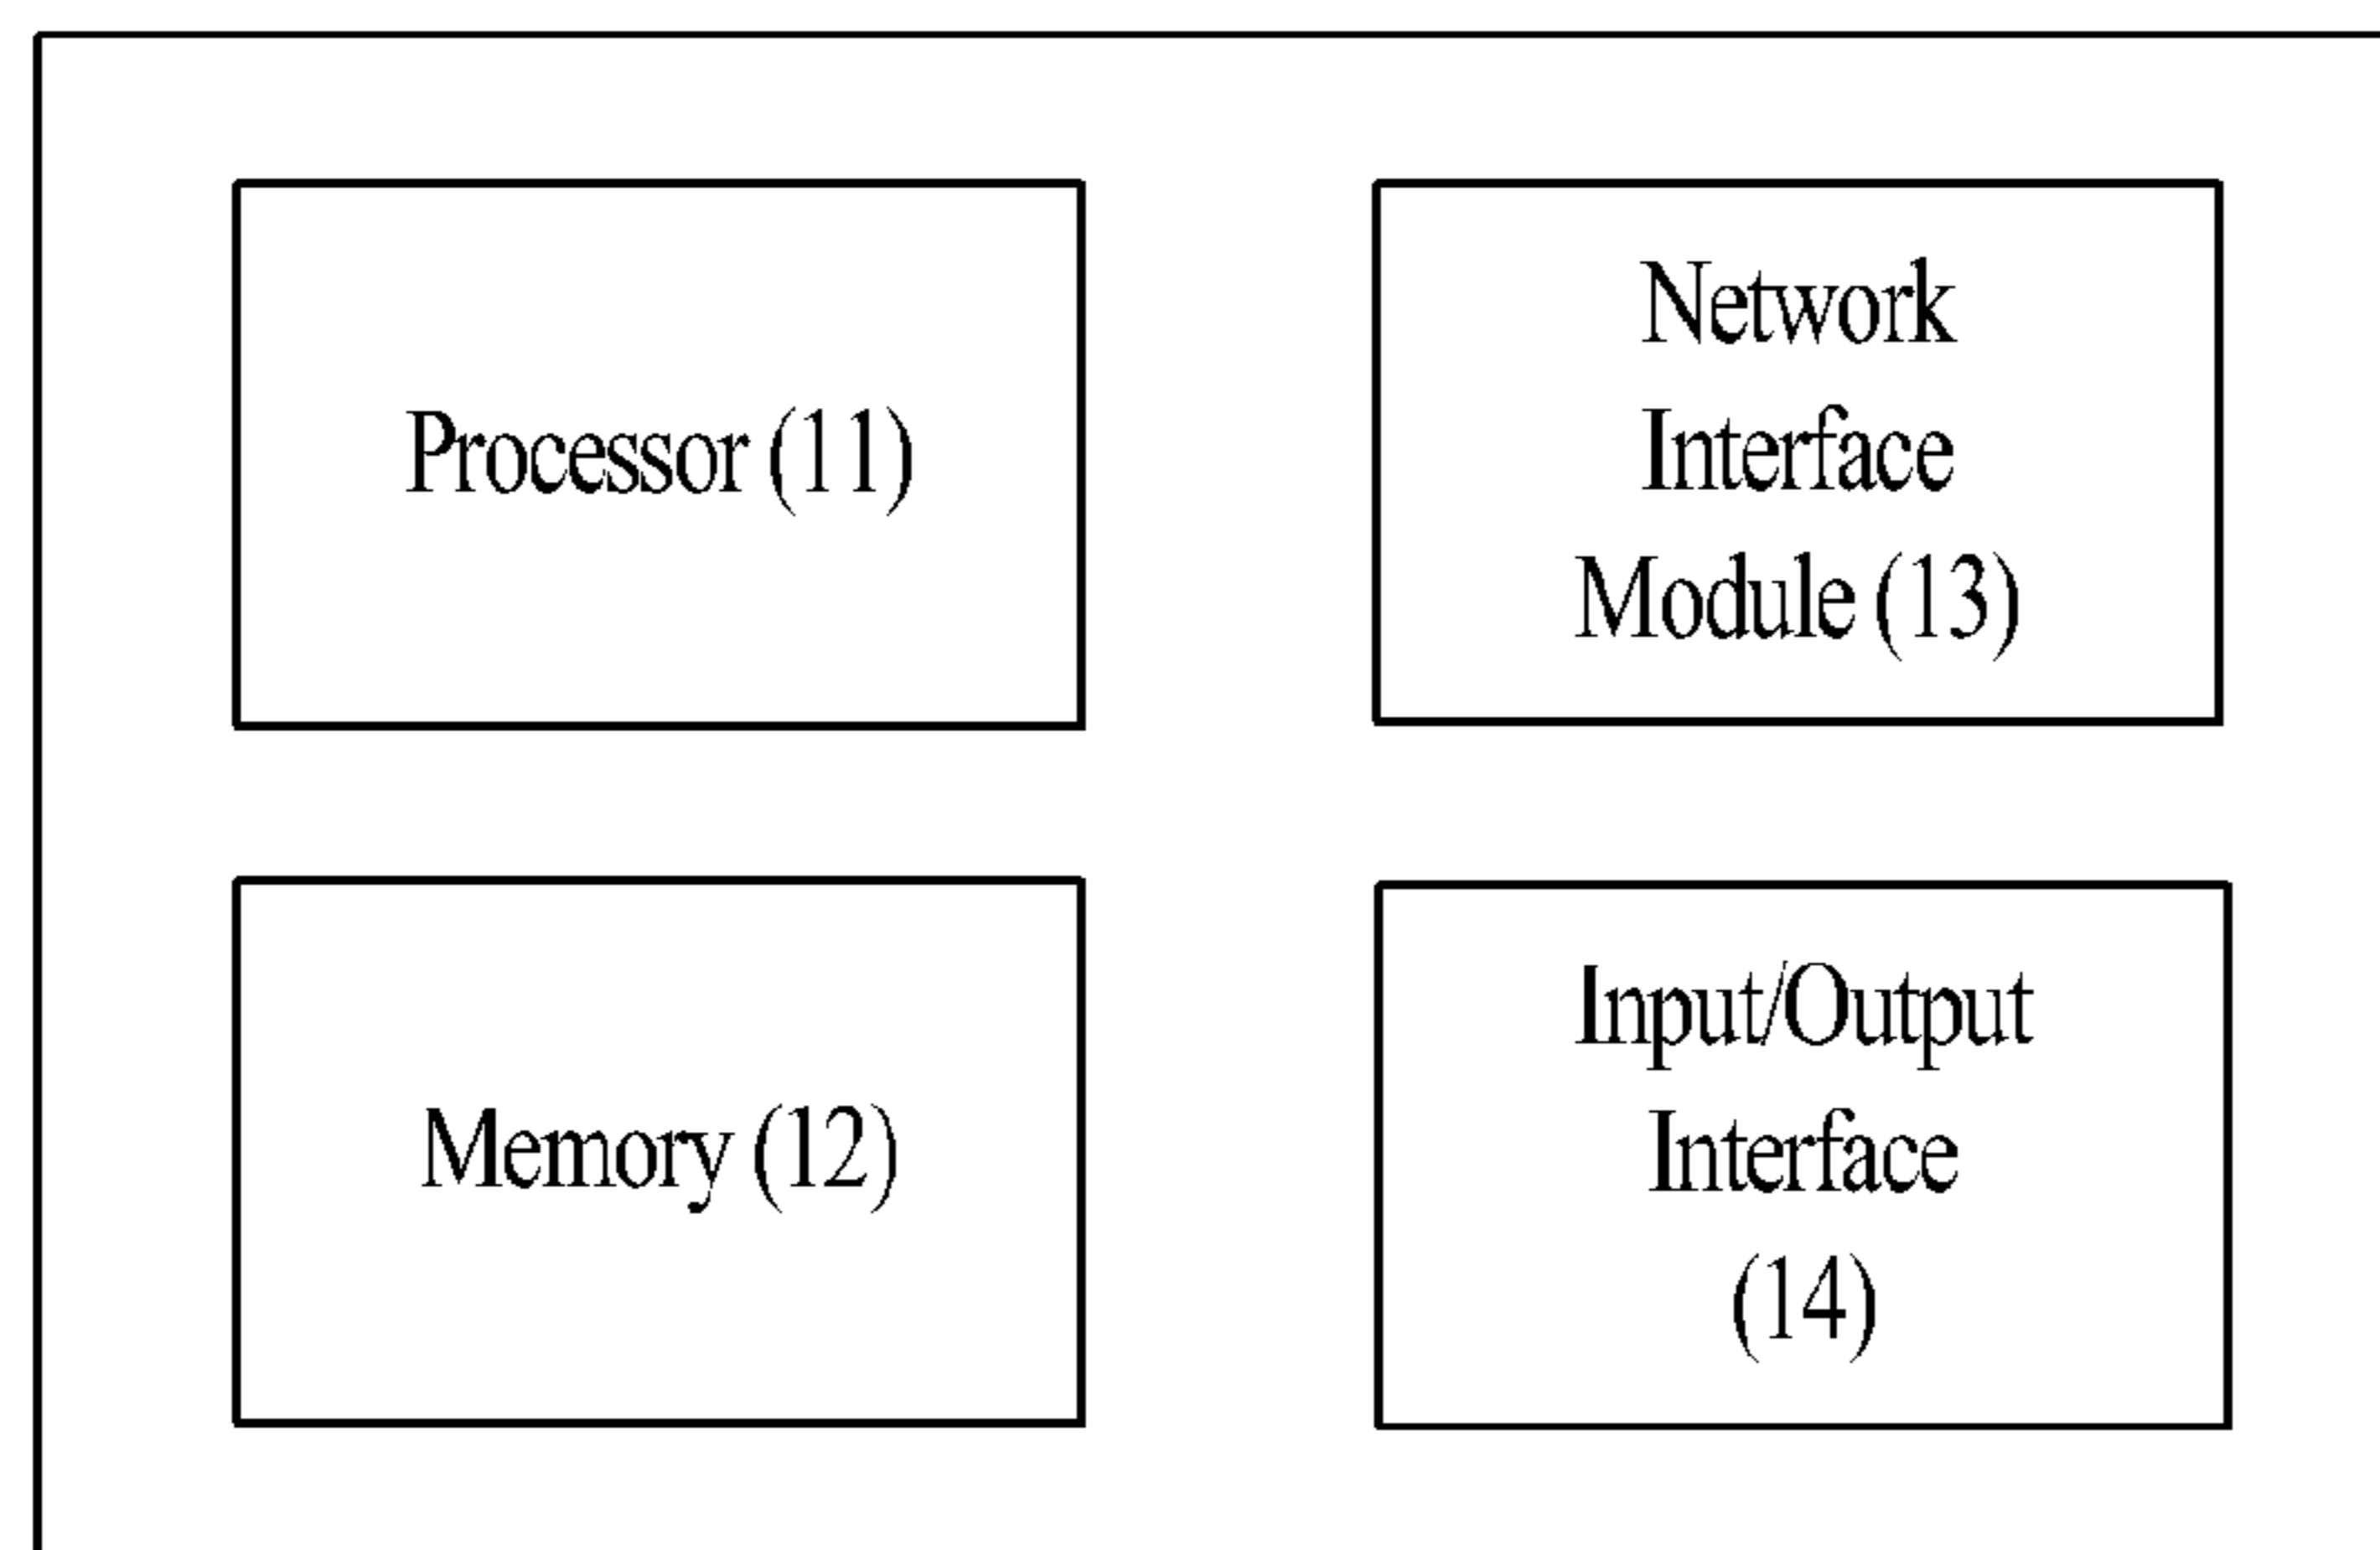 Processor (11)
Network
Interface
Module (13)
Memory (12)
Input/Output
Interface
(14)